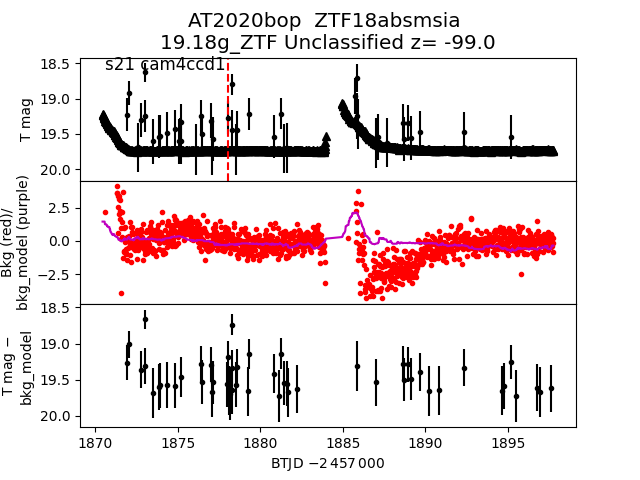 AT2020bop  ZTF18absmsia
19.18g_ZTF Unclassified z= -99.0
s21 cam4ccd1
T mag
18.5
19.0
19.5
20.0
Bkg (red)/
bkg_model (purple)
2.5
0.0
−2.5
T mag −
bkg_model
18.5
19.0
19.5
20.0
1870 1875 1880 1885 1890 1895
BTJD −2 457 000